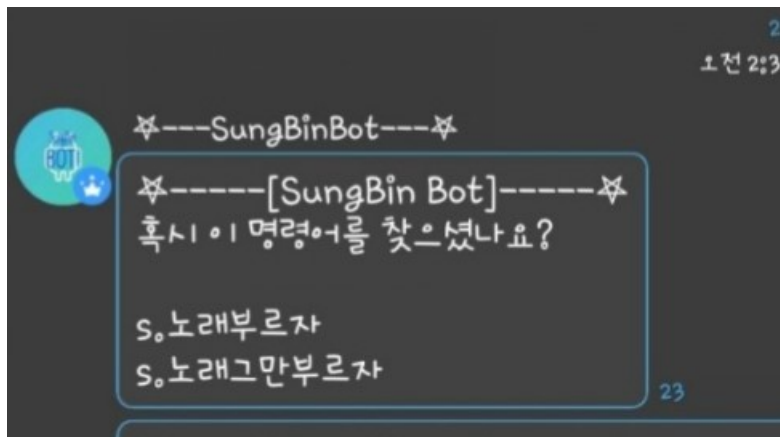 2
오전 2:3
BOT
⛧---SungBinBot---⛧
⛧-----[SungBin Bot]-----⛧
혹시 이 명령어를 찾으셨나요?
s.노래부르자
s.노래그만부르자
23